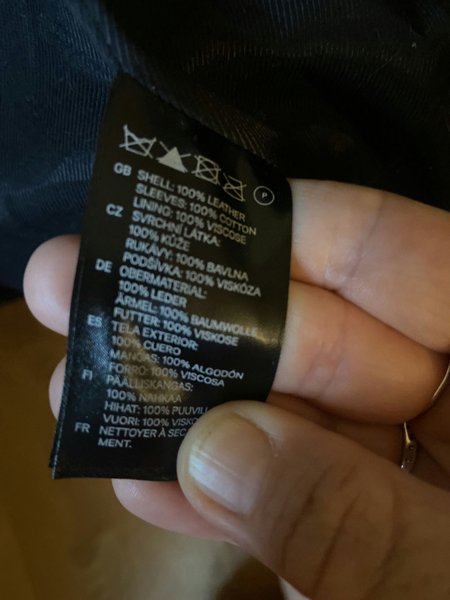 P
GB SHELL: 100% LEATHER
SLEEVES: 100% COTTON
LINING: 100% VISCOSE
CZ SVRCHNÍ LÁTKA:
100% KŮŽE
RUKÁVY: 100% BAVLNA
PODŠÍVKA: 100% VISKÓZA
DE OBERMATERIAL:
100% LEDER
ÄRMEL: 100% BAUMWOLLE
FUTTER: 100% VISKOSE
ES TELA EXTERIOR:
100% CUERO
MANGAS: 100% ALGODÓN
FORRO: 100% VISCOSA
FI PÄÄLLISKANGAS:
100% NAHKAA
HIHAT: 100% PUUVILL
VUORI: 100% VISKO
FR NETTOYER À SEC
MENT.